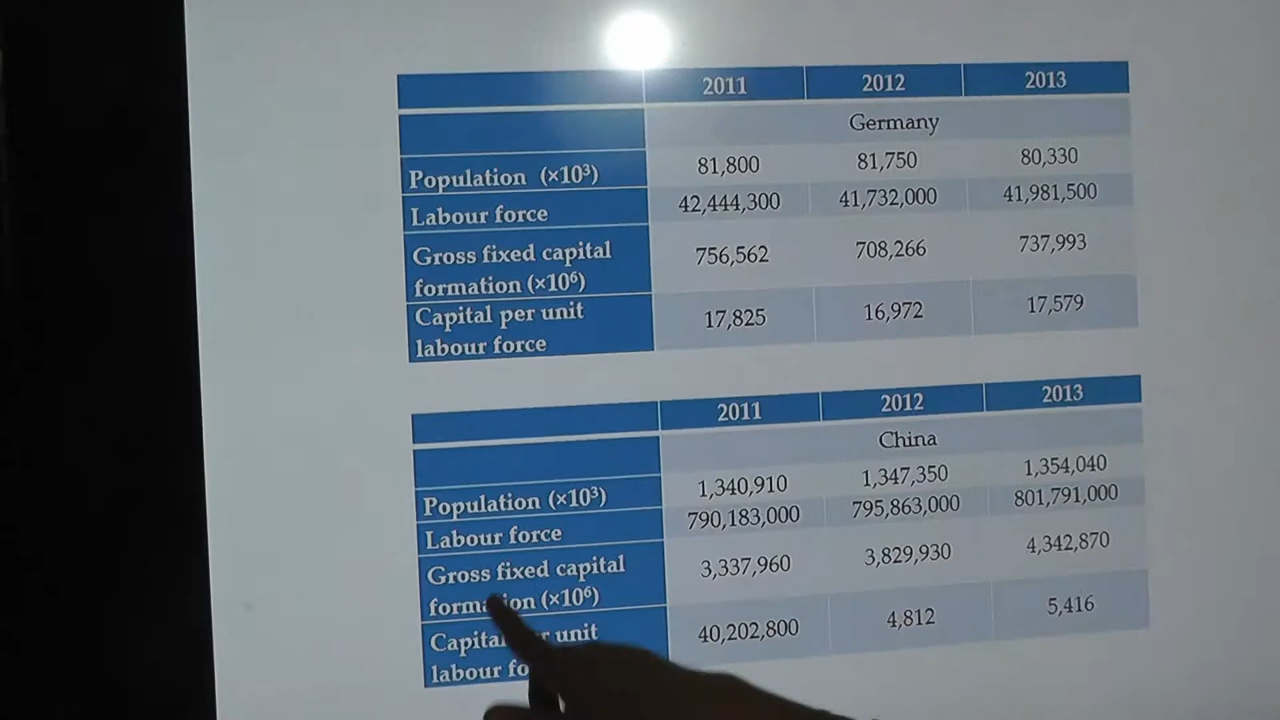 2011 2012 2013
Germany
Population (×10³) 81,800 81,750 80,330
Labour force 42,444,300 41,732,000 41,981,500
Gross fixed capital
formation (×10⁶) 756,562 708,266 737,993
Capital per unit
labour force 17,825 16,972 17,579
2011 2012 2013
China
Population (×10³) 1,340,910 1,347,350 1,354,040
Labour force 790,183,000 795,863,000 801,791,000
Gross fixed capital
(×10⁶) 3,337,960 3,829,930 4,342,870
unit
labour 40,202,800 4,812 5,416